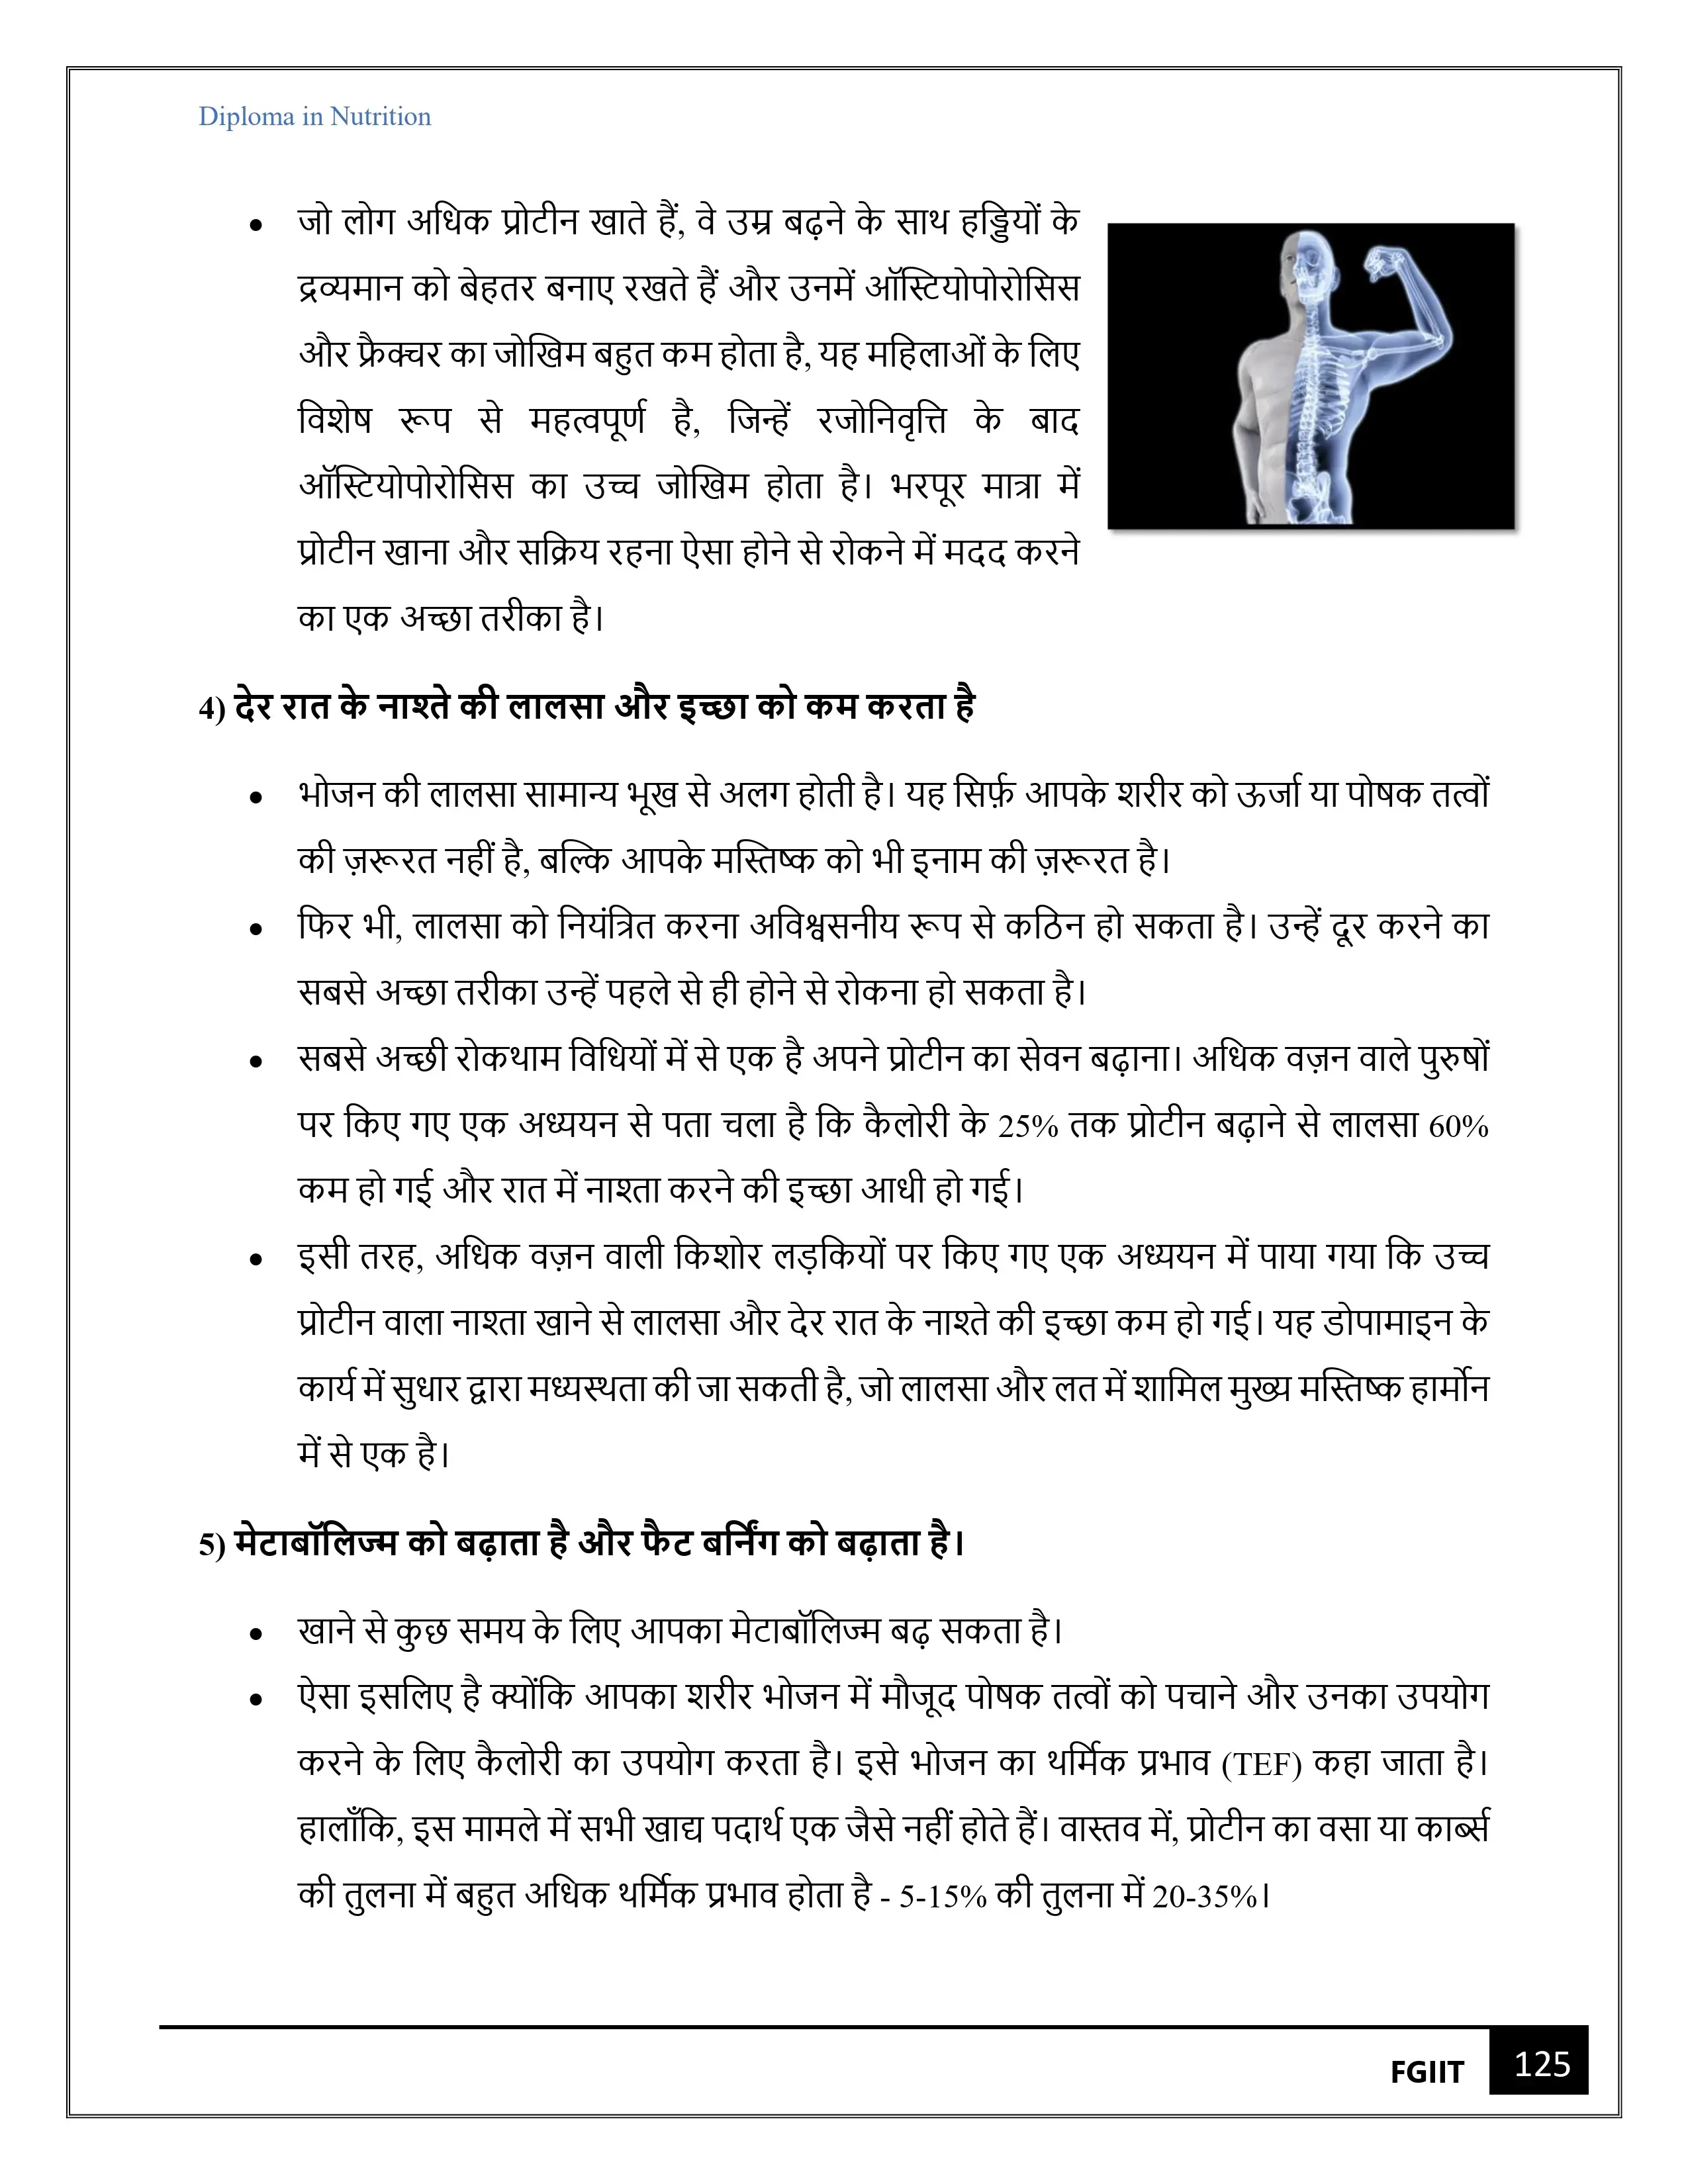 Diploma in Nutrition
• जो लोग अधिक प्रोटीन खाते हैं, वे उम्र बढ़ने के साथ हड्डियों के
द्रव्यमान को बेहतर बनाए रखते हैं और उनमें ऑस्टियोपोरोसिस
और फ्रैक्चर का जोखिम बहुत कम होता है, यह महिलाओं के लिए
विशेष रूप से महत्वपूर्ण है, जिन्हें रजोनिवृत्ति के बाद
ऑस्टियोपोरोसिस का उच्च जोखिम होता है। भरपूर मात्रा में
प्रोटीन खाना और सक्रिय रहना ऐसा होने से रोकने में मदद करने
का एक अच्छा तरीका है।
4) देर रात के नाश्ते की लालसा और इच्छा को कम करता है
• भोजन की लालसा सामान्य भूख से अलग होती है। यह सिर्फ़ आपके शरीर को ऊर्जा या पोषक तत्वों
की ज़रूरत नहीं है, बल्कि आपके मस्तिष्क को भी इनाम की ज़रूरत है।
• फिर भी, लालसा को नियंत्रित करना अविश्वसनीय रूप से कठिन हो सकता है। उन्हें दूर करने का
सबसे अच्छा तरीका उन्हें पहले से ही होने से रोकना हो सकता है।
• सबसे अच्छी रोकथाम विधियों में से एक है अपने प्रोटीन का सेवन बढ़ाना। अधिक वज़न वाले पुरुषों
पर किए गए एक अध्ययन से पता चला है कि कैलोरी के 25% तक प्रोटीन बढ़ाने से लालसा 60%
कम हो गई और रात में नाश्ता करने की इच्छा आधी हो गई।
• इसी तरह, अधिक वज़न वाली किशोर लड़कियों पर किए गए एक अध्ययन में पाया गया कि उच्च
प्रोटीन वाला नाश्ता खाने से लालसा और देर रात के नाश्ते की इच्छा कम हो गई। यह डोपामाइन के
कार्य में सुधार द्वारा मध्यस्थता की जा सकती है, जो लालसा और लत में शामिल मुख्य मस्तिष्क हार्मोन
में से एक है।
5) मेटाबॉलिज्म को बढ़ाता है और फैट बर्निंग को बढ़ाता है।
• खाने से कुछ समय के लिए आपका मेटाबॉलिज्म बढ़ सकता है।
• ऐसा इसलिए है क्योंकि आपका शरीर भोजन में मौजूद पोषक तत्वों को पचाने और उनका उपयोग
करने के लिए कैलोरी का उपयोग करता है। इसे भोजन का थर्मिक प्रभाव (TEF) कहा जाता है।
हालाँकि, इस मामले में सभी खाद्य पदार्थ एक जैसे नहीं होते हैं। वास्तव में, प्रोटीन का वसा या कार्ब्स
की तुलना में बहुत अधिक थर्मिक प्रभाव होता है - 5-15% की तुलना में 20-35%।
FGIIT 125